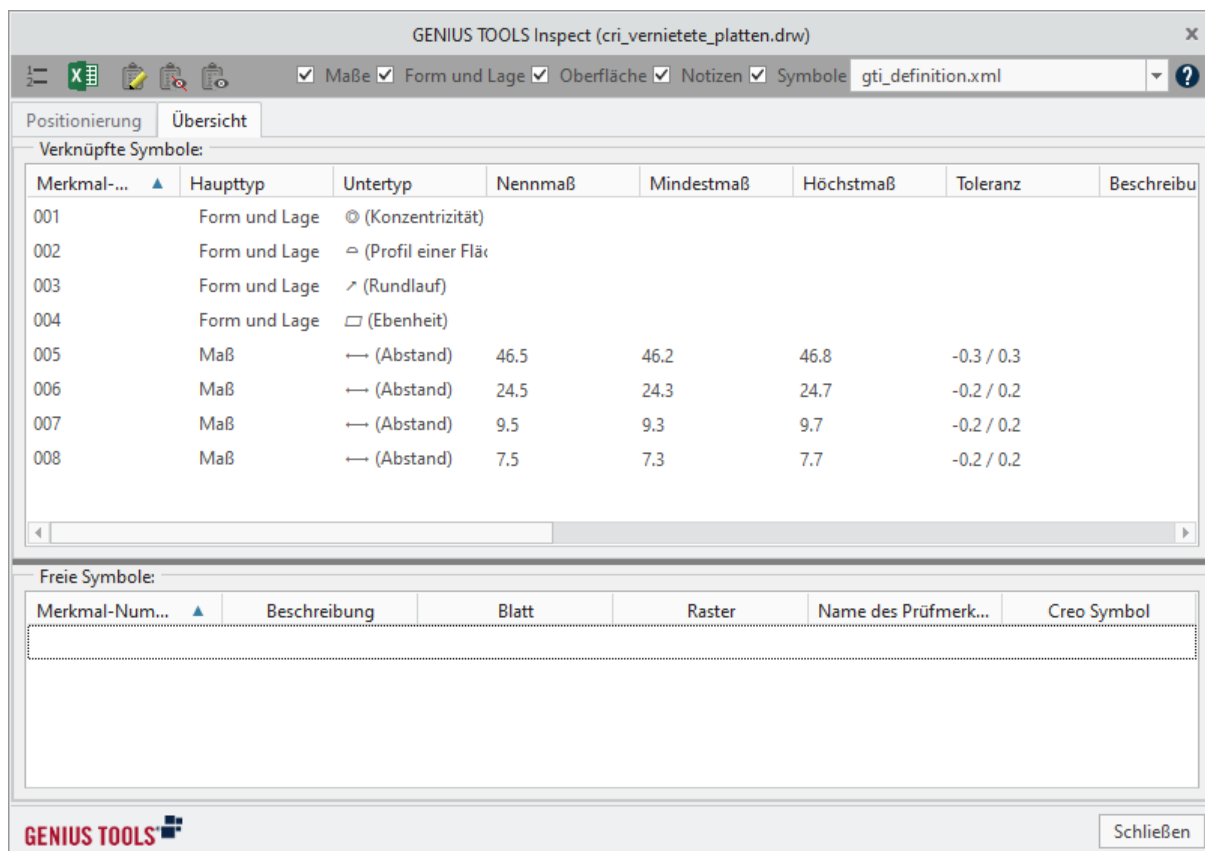 GENIUS TOOLS Inspect (cri_vernietete_platten.drw)
Maße Form und Lage Oberfläche Notizen Symbole gti_definition.xml
Positionierung Übersicht
Verknüpfte Symbole:
Merkmal-... Haupttyp Untertyp Nennmaß Mindestmaß Höchstmaß Toleranz Beschreibu
001 Form und Lage ◎ (Konzentrizität)
002 Form und Lage ⌓ (Profil einer Fläc
003 Form und Lage ↗ (Rundlauf)
004 Form und Lage ▱ (Ebenheit)
005 Maß ↔ (Abstand) 46.5 46.2 46.8 -0.3 / 0.3
006 Maß ↔ (Abstand) 24.5 24.3 24.7 -0.2 / 0.2
007 Maß ↔ (Abstand) 9.5 9.3 9.7 -0.2 / 0.2
008 Maß ↔ (Abstand) 7.5 7.3 7.7 -0.2 / 0.2
Freie Symbole:
Merkmal-Num... Beschreibung Blatt Raster Name des Prüfmerk... Creo Symbol
GENIUS TOOLS Schließen